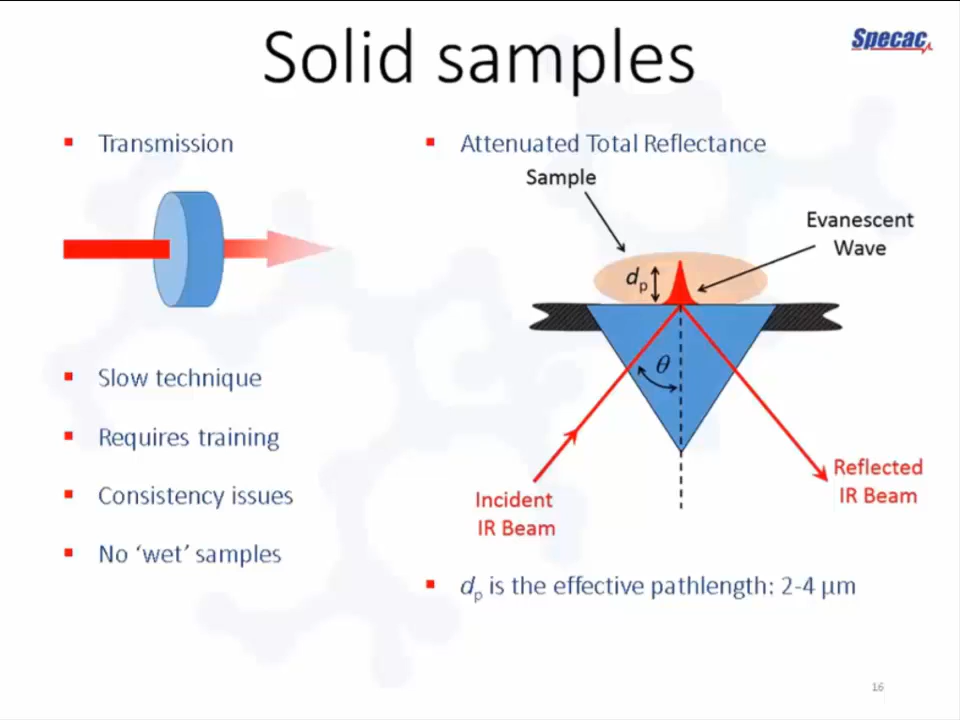 Solid samples
Specac
Transmission
Slow technique
Requires training
Consistency issues
No ‘wet’ samples
Attenuated Total Reflectance
Sample
Evanescent
Wave
dp
θ
Incident
IR Beam
Reflected
IR Beam
dp is the effective pathlength: 2-4 µm
16